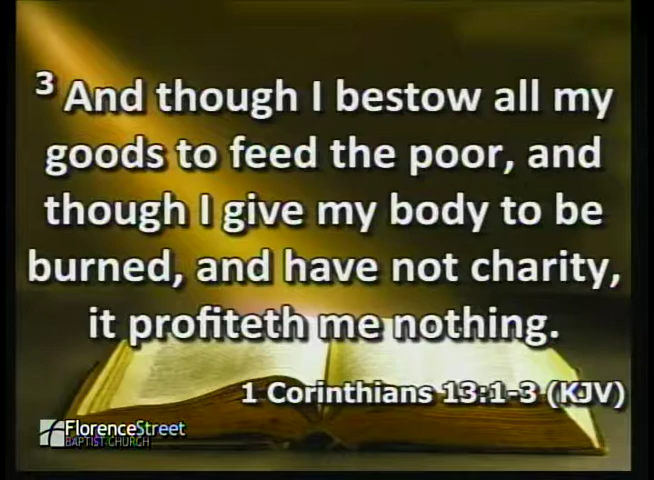 3 And though I bestow all my
goods to feed the poor, and
though I give my body to be
burned, and have not charity,
it profiteth me nothing.
1 Corinthians 13:1-3 (KJV)
FlorenceStreet
BAPTIST CHURCH